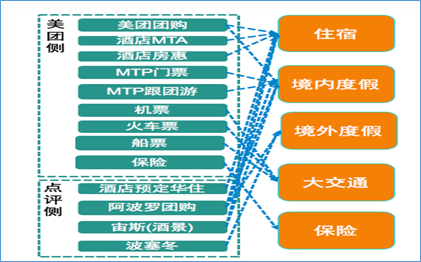 美团侧
美团团购
酒店MTA
酒店房惠
MTP门票
MTP跟团游
机票
火车票
船票
保险
点评侧
酒店预定华住
阿波罗团购
宙斯(酒景)
波塞冬
住宿
境内度假
境外度假
大交通
保险